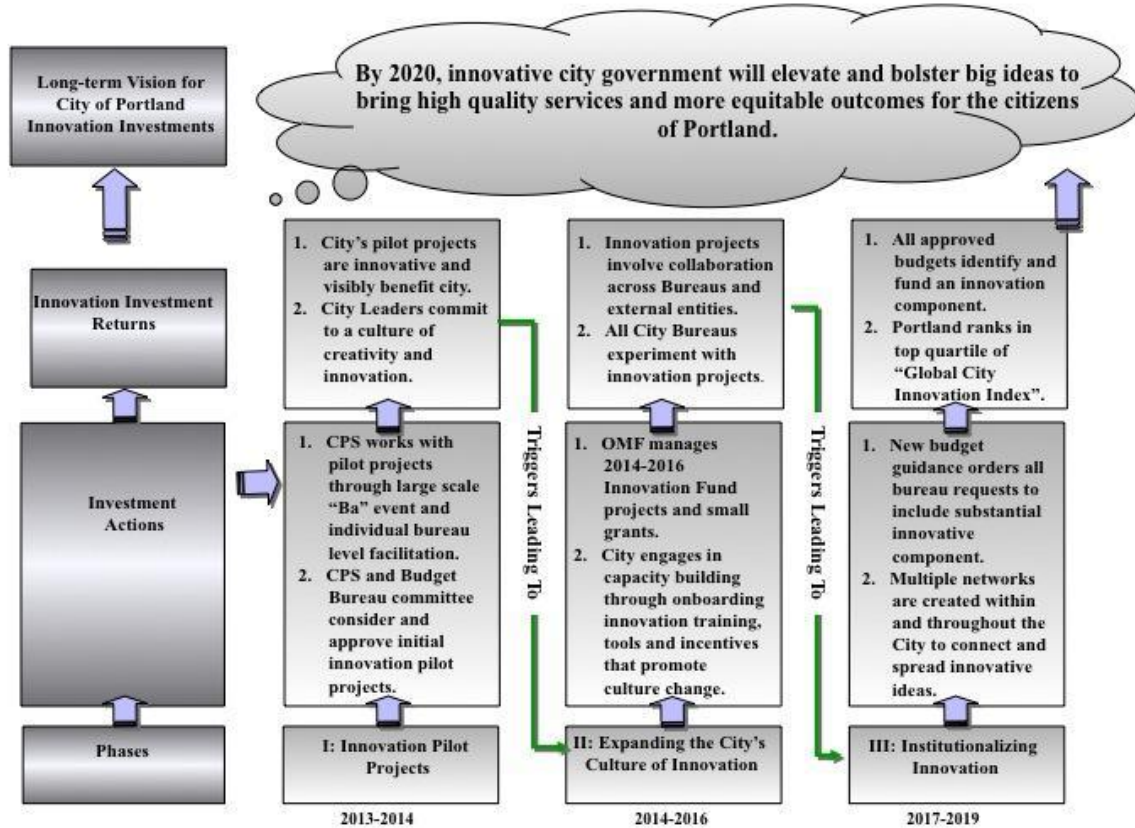 Long-term Vision for
City of Portland
Innovation Investments
By 2020, innovative city government will elevate and bolster big ideas to
bring high quality services and more equitable outcomes for the citizens
of Portland.
Innovation Investment
Returns
1. City's pilot projects
are innovative and
visibly benefit city.
2. City Leaders commit
to a culture of
creativity and
innovation.
1. Innovation projects
involve collaboration
across Bureaus and
external entities.
2. All City Bureaus
experiment with
innovation projects.
1. All approved
budgets identify and
fund an innovation
component.
2. Portland ranks in
top quartile of
“Global City
Innovation Index”.
Investment
Actions
1. CPS works with
pilot projects
through large scale
“Ba” event and
individual bureau
level facilitation.
2. CPS and Budget
Bureau committee
consider and
approve initial
innovation pilot
projects.
Triggers Leading To
1. OMF manages
2014-2016
Innovation Fund
projects and small
grants.
2. City engages in
capacity building
through onboarding
innovation training,
tools and incentives
that promote
culture change.
Triggers Leading To
1. New budget
guidance orders all
bureau requests to
include substantial
innovative
component.
2. Multiple networks
are created within
and throughout the
City to connect and
spread innovative
ideas.
Phases
I: Innovation Pilot
Projects
II: Expanding the City's
Culture of Innovation
III: Institutionalizing
Innovation
2013-2014
2014-2016
2017-2019